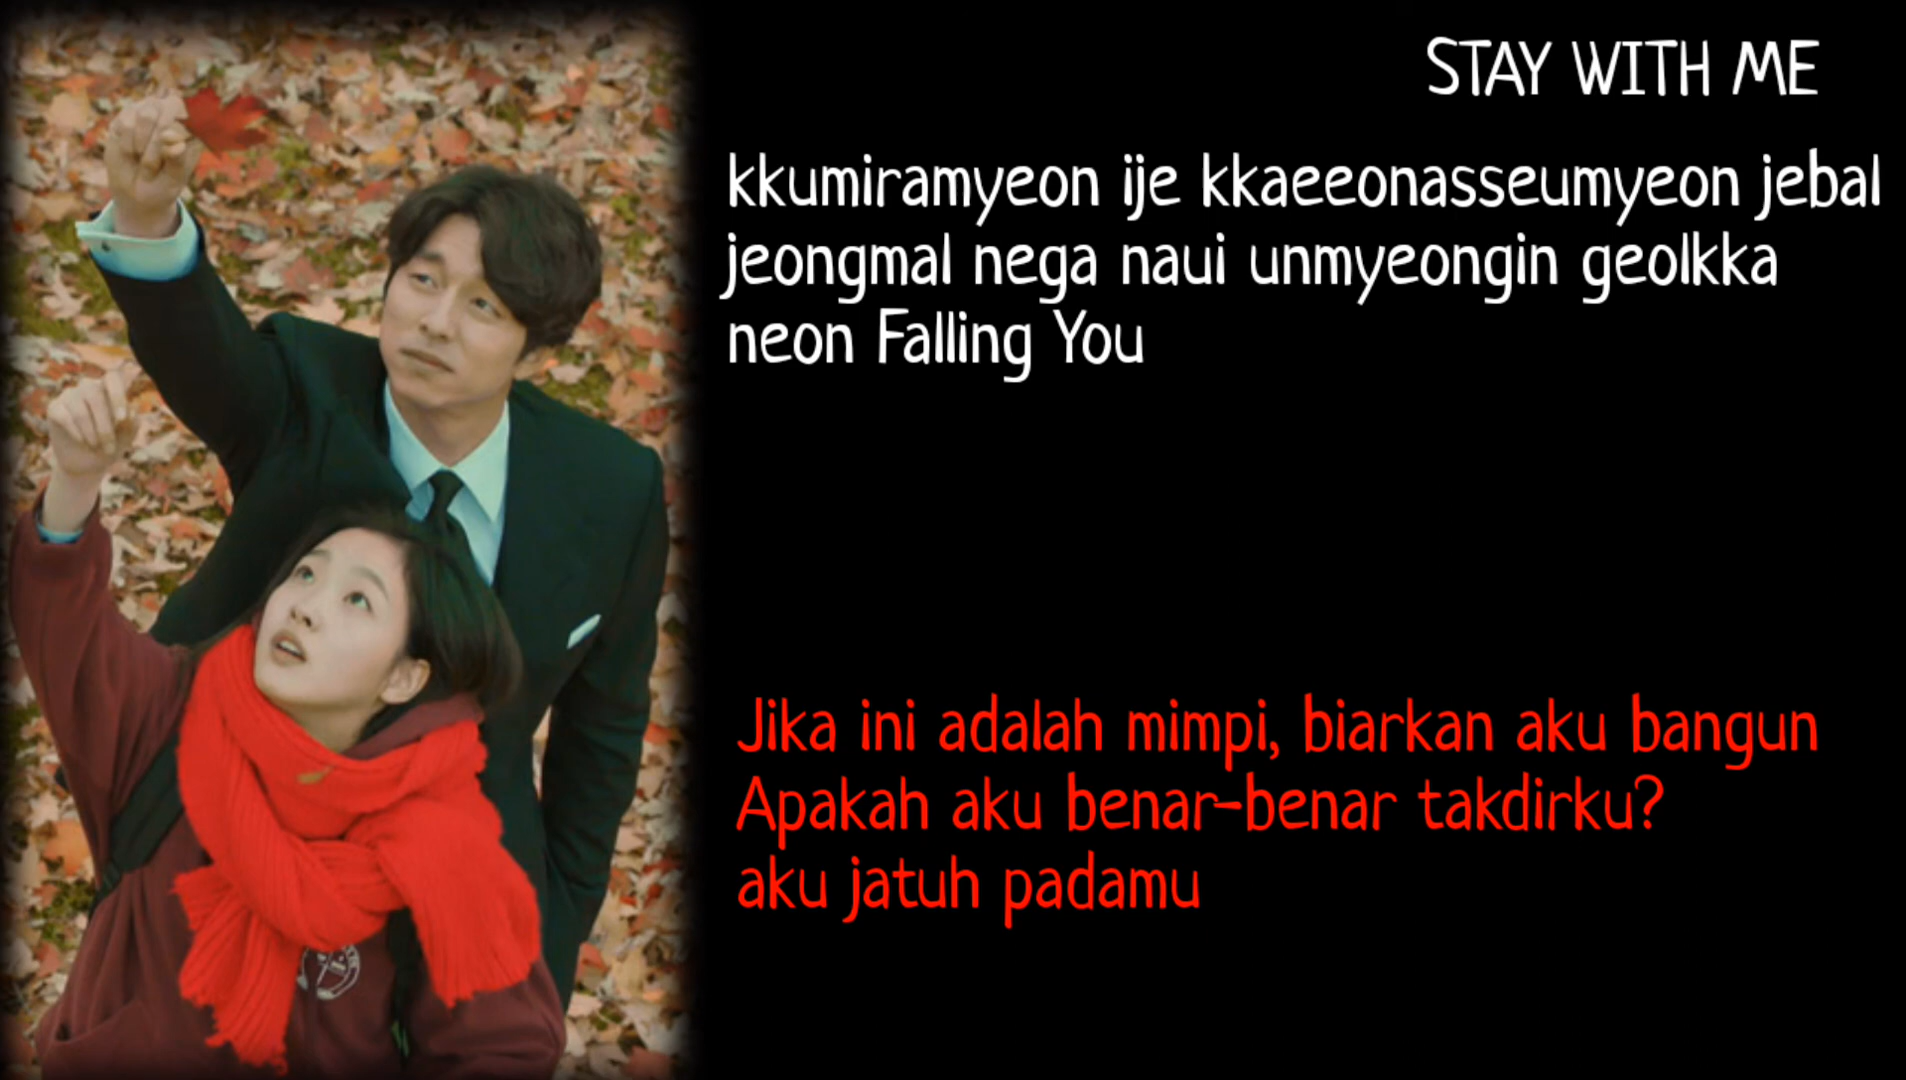 STAY WITH ME
kkumiramyeon ije kkaeeonasseumyeon jebal
jeongmal nega naui unmyeongin geolkka
neon Falling You
Jika ini adalah mimpi, biarkan aku bangun
Apakah aku benar-benar takdirku?
aku jatuh padamu